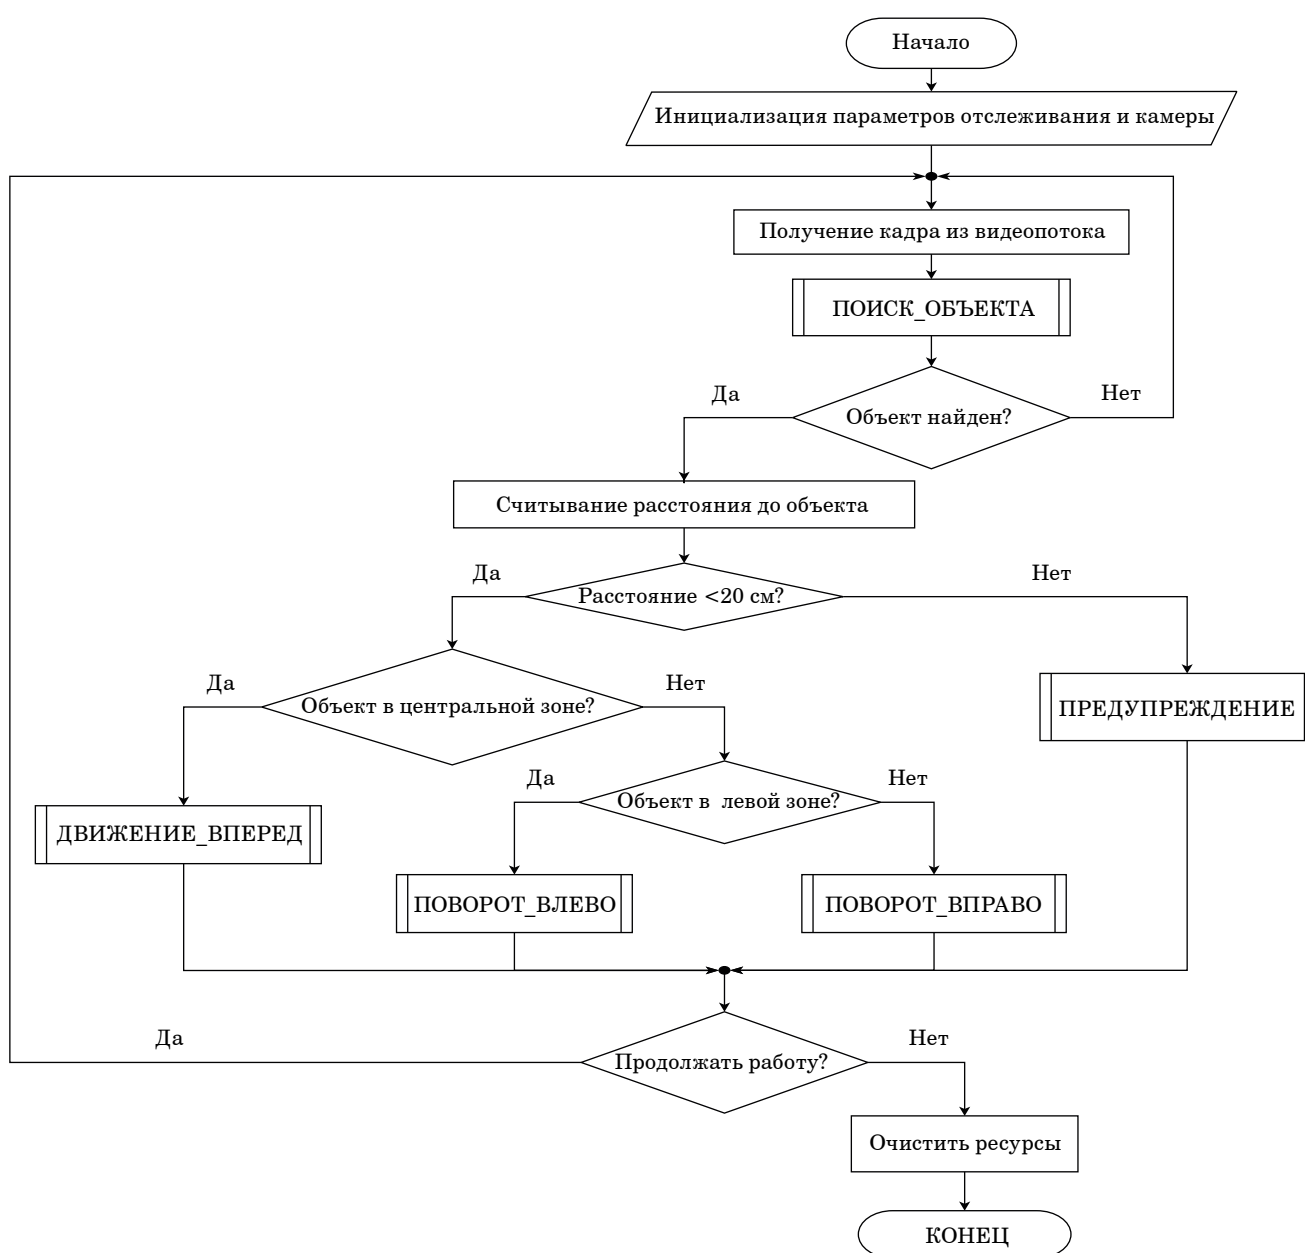 Начало
Инициализация параметров отслеживания и камеры
Получение кадра из видеопотока
ПОИСК_ОБЪЕКТА
Да
Нет
Объект найден?
Считывание расстояния до объекта
Да
Нет
Расстояние <20 см?
Да
Нет
Объект в центральной зоне?
ПРЕДУПРЕЖДЕНИЕ
Да
Нет
Объект в левой зоне?
ДВИЖЕНИЕ_ВПЕРЕД
ПОВОРОТ_ВЛЕВО
ПОВОРОТ_ВПРАВО
Да
Нет
Продолжать работу?
Очистить ресурсы
КОНЕЦ